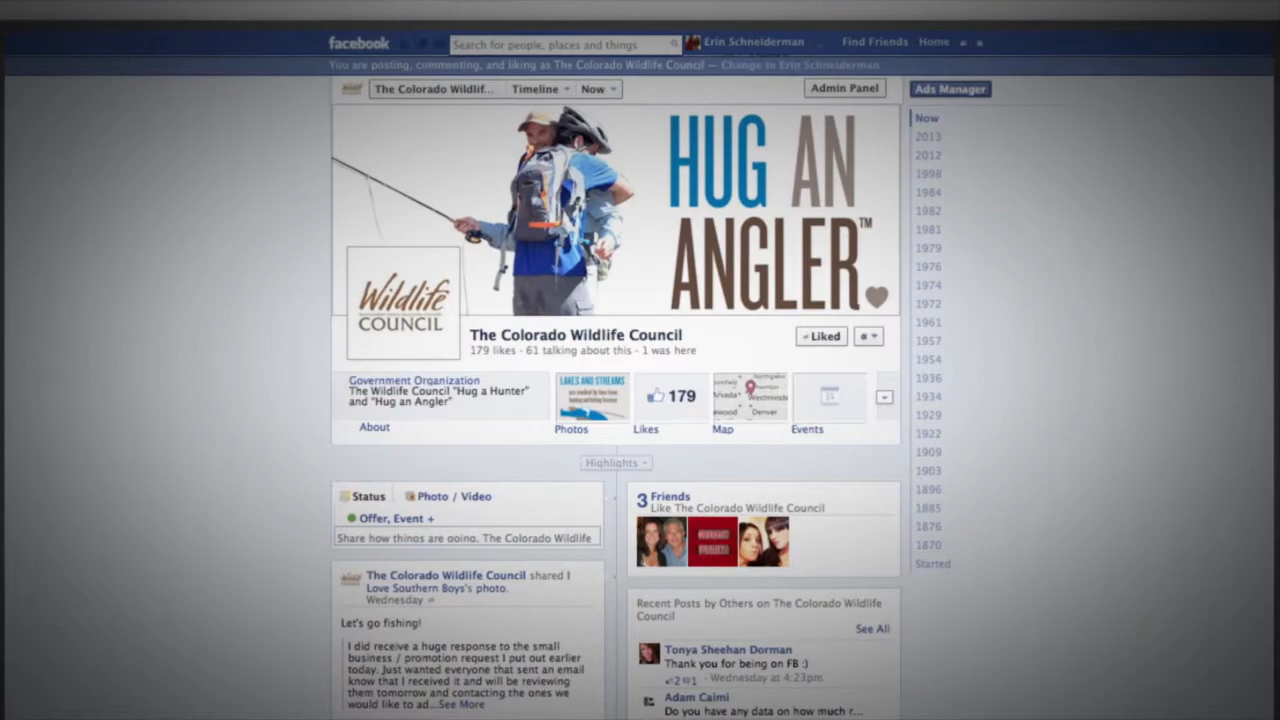 facebook
Search for people, places and things
Erin Schneiderman
Find Friends
Home
You are posting, commenting, and liking as The Colorado Wildlife Council — Change to Erin Schneiderman
The Colorado Wildlif...
Timeline
Now
Admin Panel
Ads Manager
HUG AN
ANGLER™
Wildlife
COUNCIL
The Colorado Wildlife Council
179 likes · 61 talking about this · 1 was here
Liked
Government Organization
The Wildlife Council "Hug a Hunter"
and "Hug an Angler"
About
LAKES AND STREAMS
Photos
179
Likes
Arvada
Westminds
ewood
Denver
Map
31
Events
Highlights
Now
2013
2012
1998
1984
1982
1981
1979
1976
1974
1972
1961
1957
1954
1936
1934
1929
1922
1909
1903
1896
1885
1876
1870
Started
Status
Photo / Video
Offer, Event +
Share how things are going, The Colorado Wildlife
The Colorado Wildlife Council shared I
Love Southern Boys's photo.
Wednesday
Let's go fishing!
I did receive a huge response to the small
business / promotion request I put out earlier
today. Just wanted everyone that sent an email
know that I received it and will be reviewing
them tomorrow and contacting the ones we
would like to ad...See More
3 Friends
Like The Colorado Wildlife Council
Recent Posts by Others on The Colorado Wildlife
Council
See All
Tonya Sheehan Dorman
Thank you for being on FB :)
2 1 · Wednesday at 4:23pm
Adam Caimi
Do you have any data on how much r...